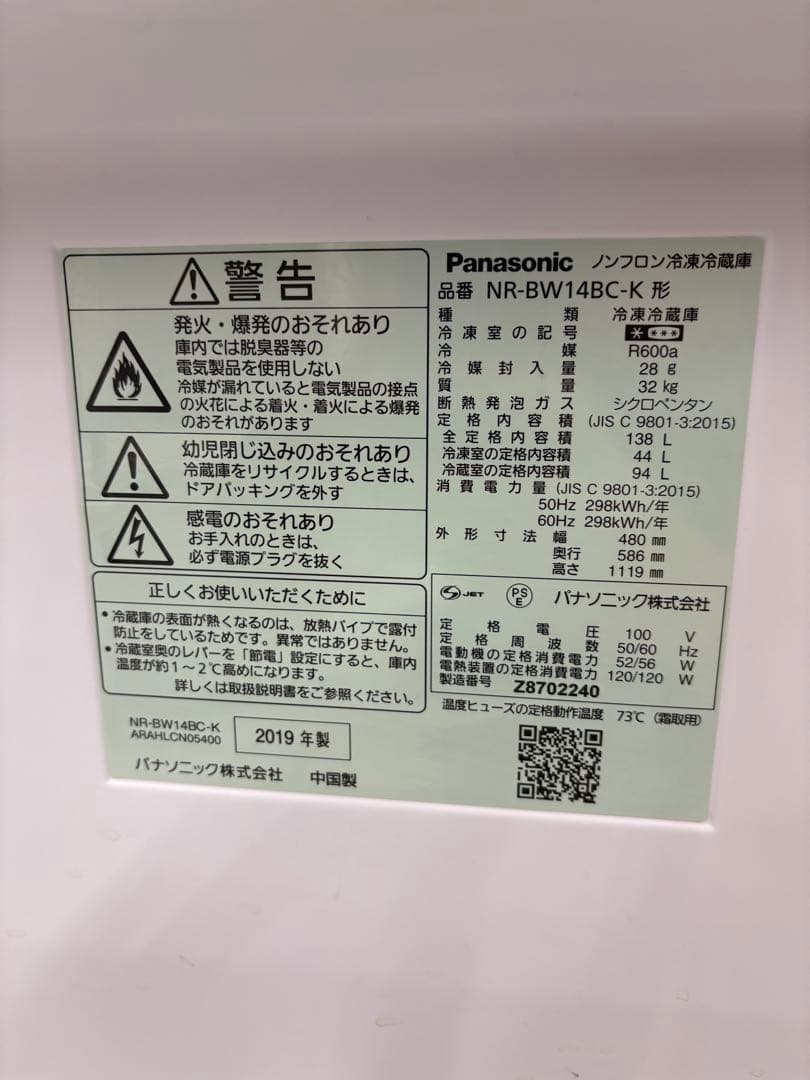 警告
発火・爆発のおそれあり
庫内では脱臭器等の
電気製品を使用しない
冷媒が漏れていると電気製品の接点
の火花による着火・着火による爆発
のおそれがあります
幼児閉じ込みのおそれあり
冷蔵庫をリサイクルするときは、
ドアパッキングを外す
感電のおそれあり
お手入れのときは、
必ず電源プラグを抜く
正しくお使いいただくために
・冷蔵庫の表面が熱くなるのは、放熱パイプで露付
防止をしているためです。異常ではありません。
・冷蔵室奥のレバーを「節電」設定にすると、庫内
温度が約1～2℃高めになります。
詳しくは取扱説明書をご参照ください。
NR-BW14BC-K
ARAHLCN05400
2019 年製
パナソニック株式会社 中国製
Panasonic ノンフロン冷凍冷蔵庫
品番 NR-BW14BC-K 形
種類 冷凍冷蔵庫
冷凍室の記号 * ***
冷媒 R600a
冷媒封入量 28 g
質量 32 kg
断熱発泡ガス シクロペンタン
定格内容積 (JIS C 9801-3:2015)
全定格内容積 138 L
冷凍室の定格内容積 44 L
冷蔵室の定格内容積 94 L
消費電力量 (JIS C 9801-3:2015)
50Hz 298kWh/年
60Hz 298kWh/年
外形寸法 幅 480 mm
奥行 586 mm
高さ 1119 mm
JET PSE パナソニック株式会社
定格電圧 100 V
定格周波数 50/60 Hz
電動機の定格消費電力 52/56 W
電熱装置の定格消費電力 120/120 W
製造番号 Z8702240
温度ヒューズの定格動作温度 73℃ (霜取用)